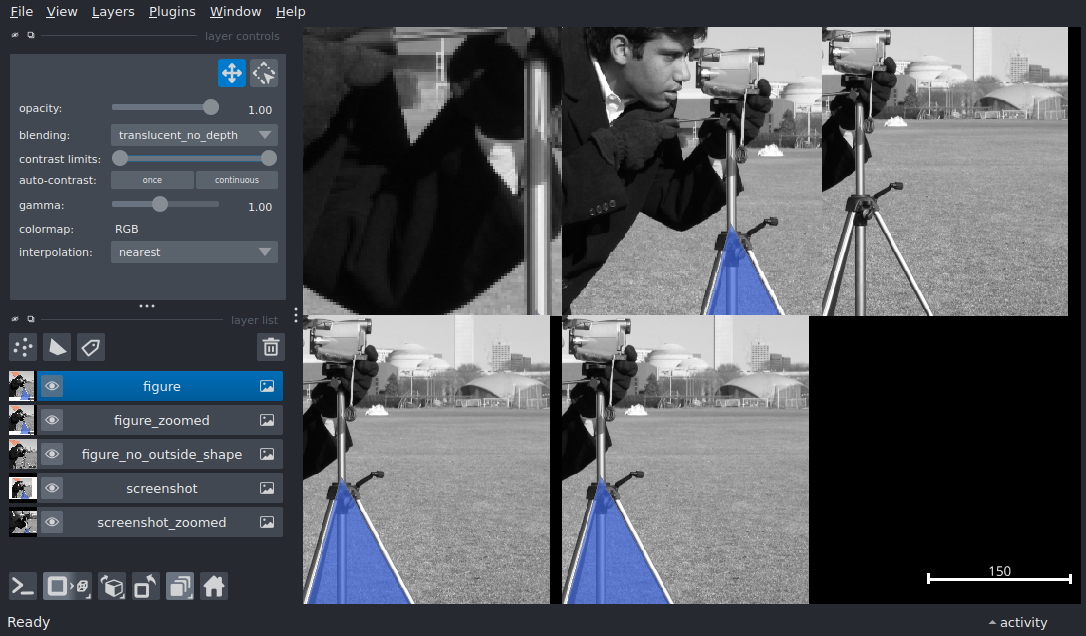 File View Layers Plugins Window Help
layer controls
opacity: 1.00
blending: translucent_no_depth
contrast limits:
auto-contrast: once continuous
gamma: 1.00
colormap: RGB
interpolation: nearest
layer list
figure
figure_zoomed
figure_no_outside_shape
screenshot
screenshot_zoomed
150
Ready activity